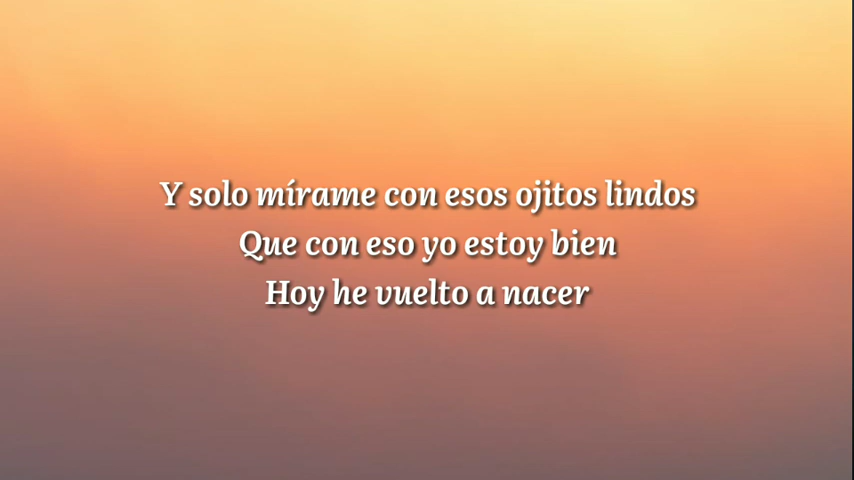 Y solo mírame con esos ojitos lindos
Que con eso yo estoy bien
Hoy he vuelto a nacer